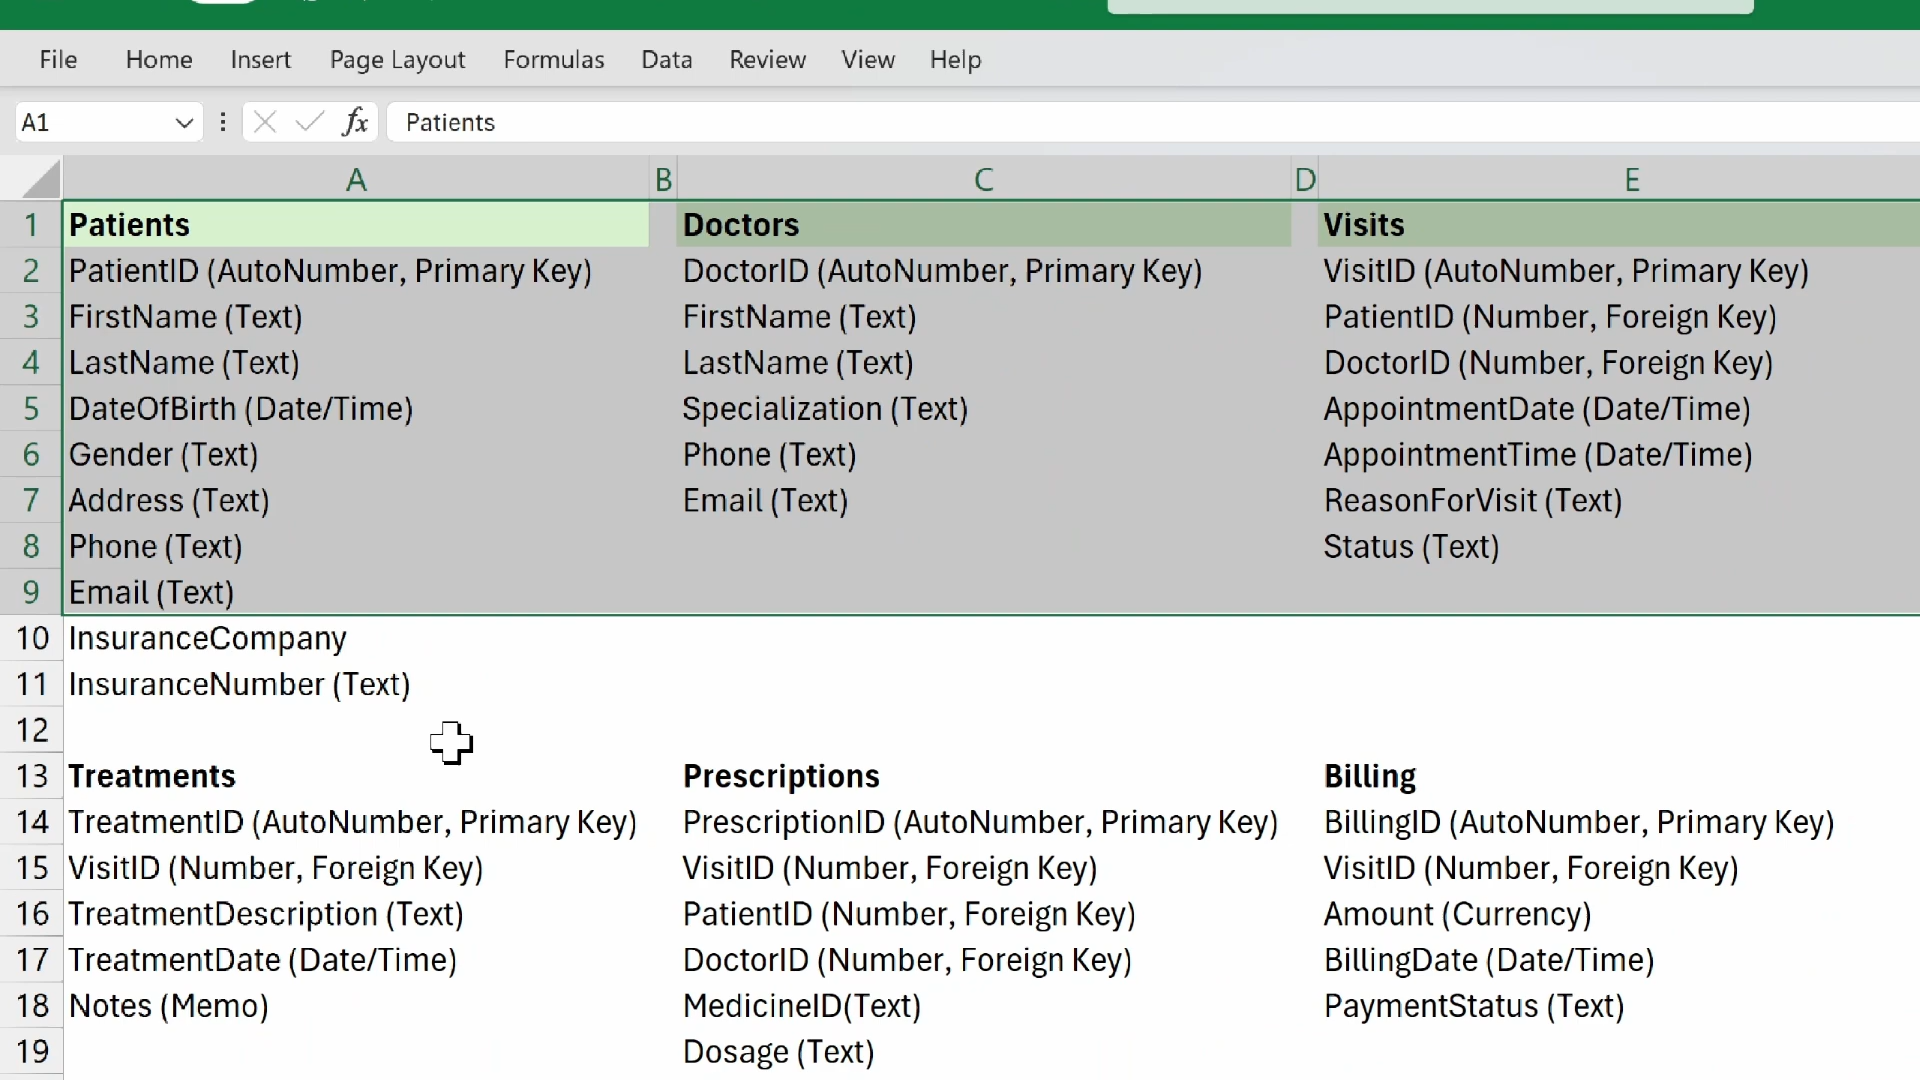 File Home Insert Page Layout Formulas Data Review View Help
A1 fx Patients
A B C D E
1 Patients Doctors Visits
2 PatientID (AutoNumber, Primary Key) DoctorID (AutoNumber, Primary Key) VisitID (AutoNumber, Primary Key)
3 FirstName (Text) FirstName (Text) PatientID (Number, Foreign Key)
4 LastName (Text) LastName (Text) DoctorID (Number, Foreign Key)
5 DateOfBirth (Date/Time) Specialization (Text) AppointmentDate (Date/Time)
6 Gender (Text) Phone (Text) AppointmentTime (Date/Time)
7 Address (Text) Email (Text) ReasonForVisit (Text)
8 Phone (Text) Status (Text)
9 Email (Text)
10 InsuranceCompany
11 InsuranceNumber (Text)
12
13 Treatments Prescriptions Billing
14 TreatmentID (AutoNumber, Primary Key) PrescriptionID (AutoNumber, Primary Key) BillingID (AutoNumber, Primary Key)
15 VisitID (Number, Foreign Key) VisitID (Number, Foreign Key) VisitID (Number, Foreign Key)
16 TreatmentDescription (Text) PatientID (Number, Foreign Key) Amount (Currency)
17 TreatmentDate (Date/Time) DoctorID (Number, Foreign Key) BillingDate (Date/Time)
18 Notes (Memo) MedicineID(Text) PaymentStatus (Text)
19 Dosage (Text)